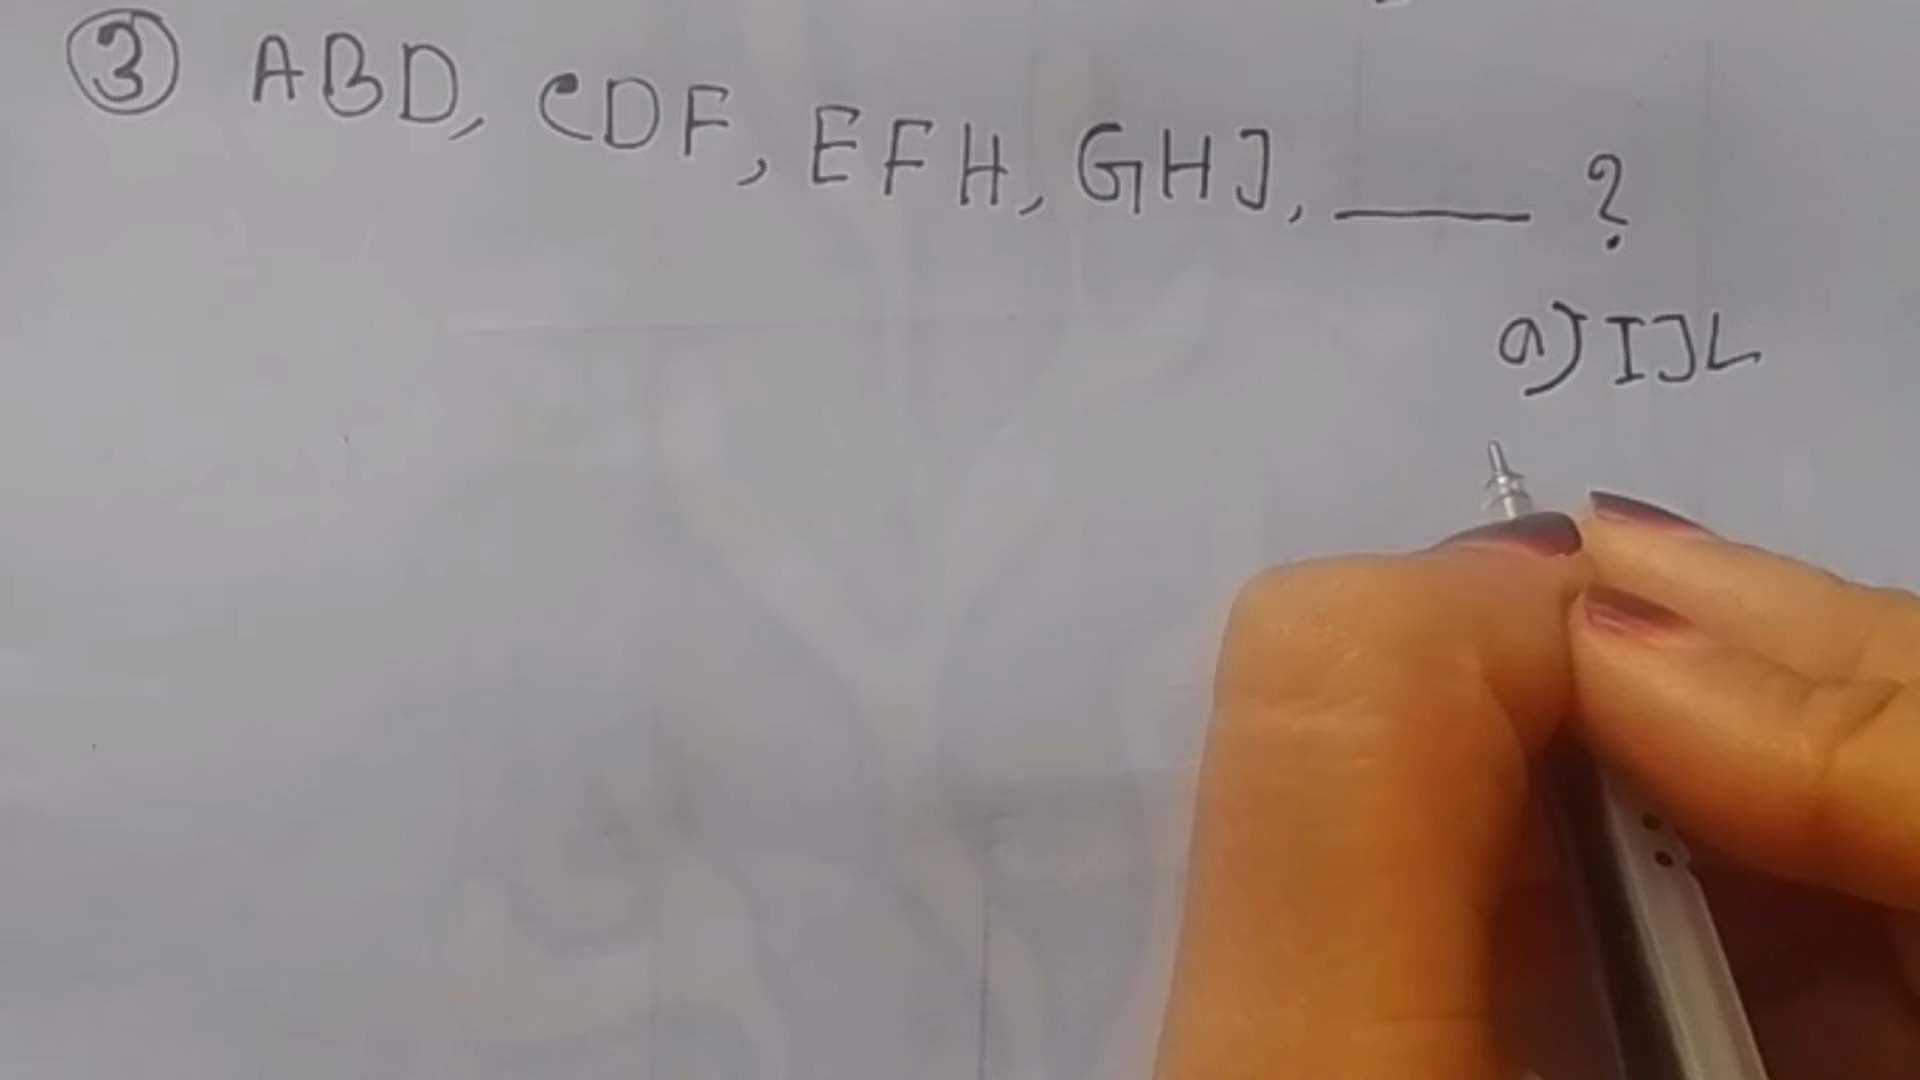 3 ABD, CDF, EFH, GHJ, ____ ?
a) IJL